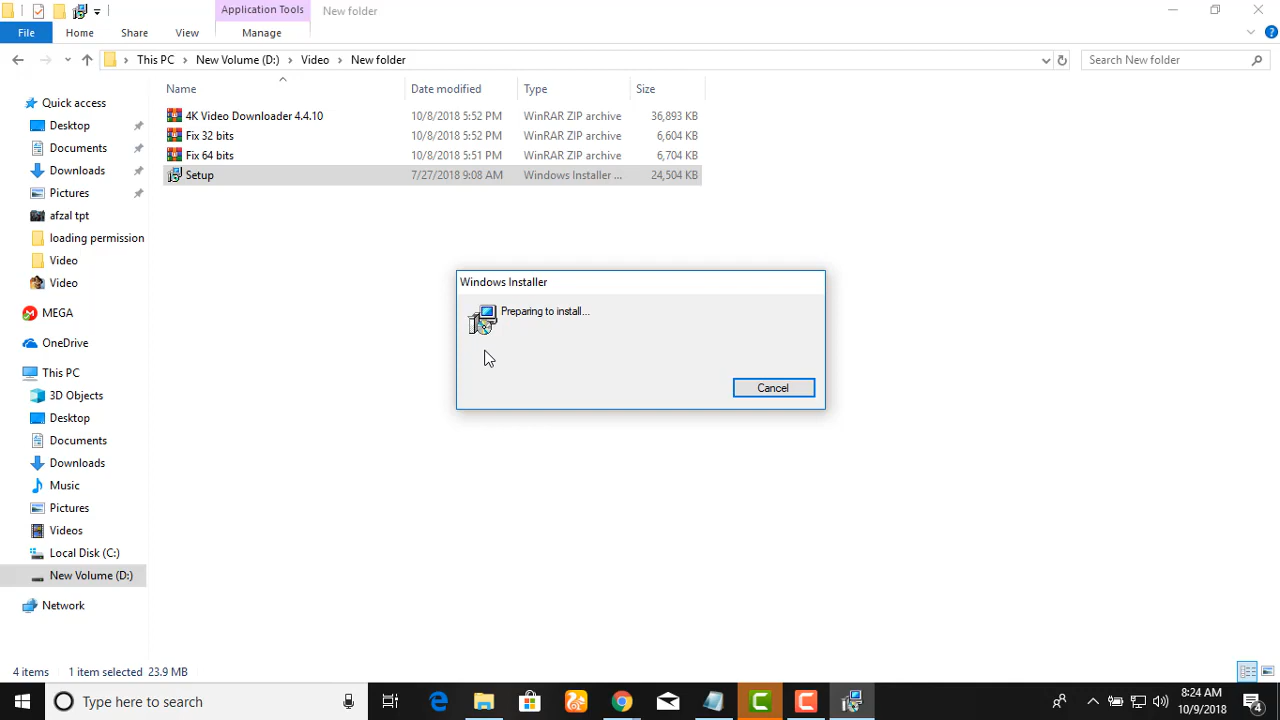 Application Tools
New folder
File
Home
Share
View
Manage
This PC
New Volume (D:)
Video
New folder
Search New folder
Name
Date modified
Type
Size
4K Video Downloader 4.4.10
10/8/2018 5:52 PM
WinRAR ZIP archive
36,893 KB
Fix 32 bits
10/8/2018 5:52 PM
WinRAR ZIP archive
6,604 KB
Fix 64 bits
10/8/2018 5:51 PM
WinRAR ZIP archive
6,704 KB
Setup
7/27/2018 9:08 AM
Windows Installer ...
24,504 KB
Quick access
Desktop
Documents
Downloads
Pictures
afzal tpt
loading permission
Video
Video
MEGA
OneDrive
This PC
3D Objects
Desktop
Documents
Downloads
Music
Pictures
Videos
Local Disk (C:)
New Volume (D:)
Network
Windows Installer
Preparing to install...
Cancel
4 items
1 item selected 23.9 MB
Type here to search
8:24 AM
10/9/2018
4